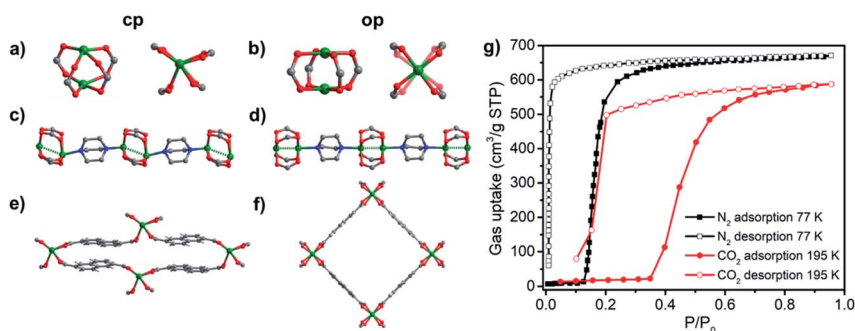 cp
op
a)
b)
c)
d)
e)
f)
g)
Gas uptake (cm³/g STP)
700
600
500
400
300
200
100
0
N₂ adsorption 77 K
N₂ desorption 77 K
CO₂ adsorption 195 K
CO₂ desorption 195 K
0.0 0.2 0.4 0.6 0.8 1.0
P/P₀